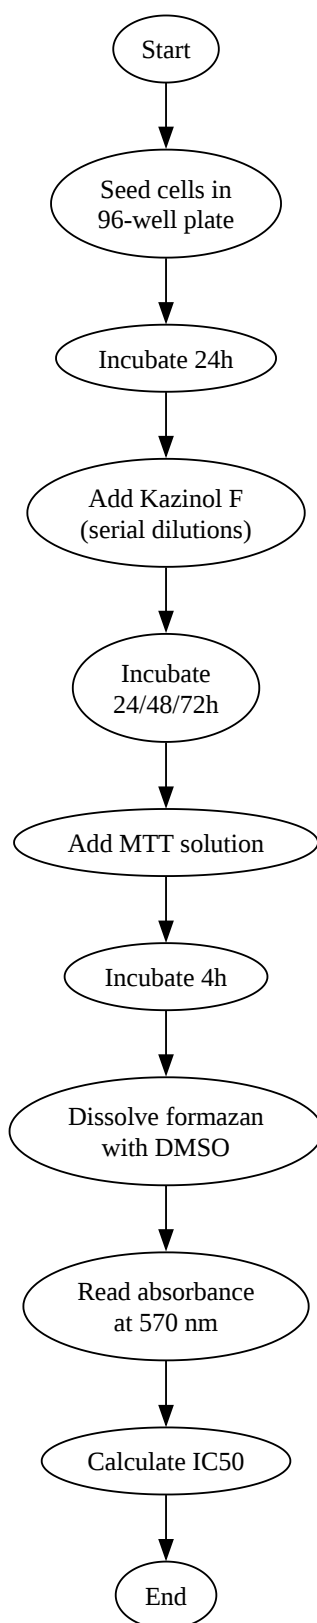 Start
Seed cells in
96-well plate
Incubate 24h
Add Kazinol F
(serial dilutions)
Incubate
24/48/72h
Add MTT solution
Incubate 4h
Dissolve formazan
with DMSO
Read absorbance
at 570 nm
Calculate IC50
End